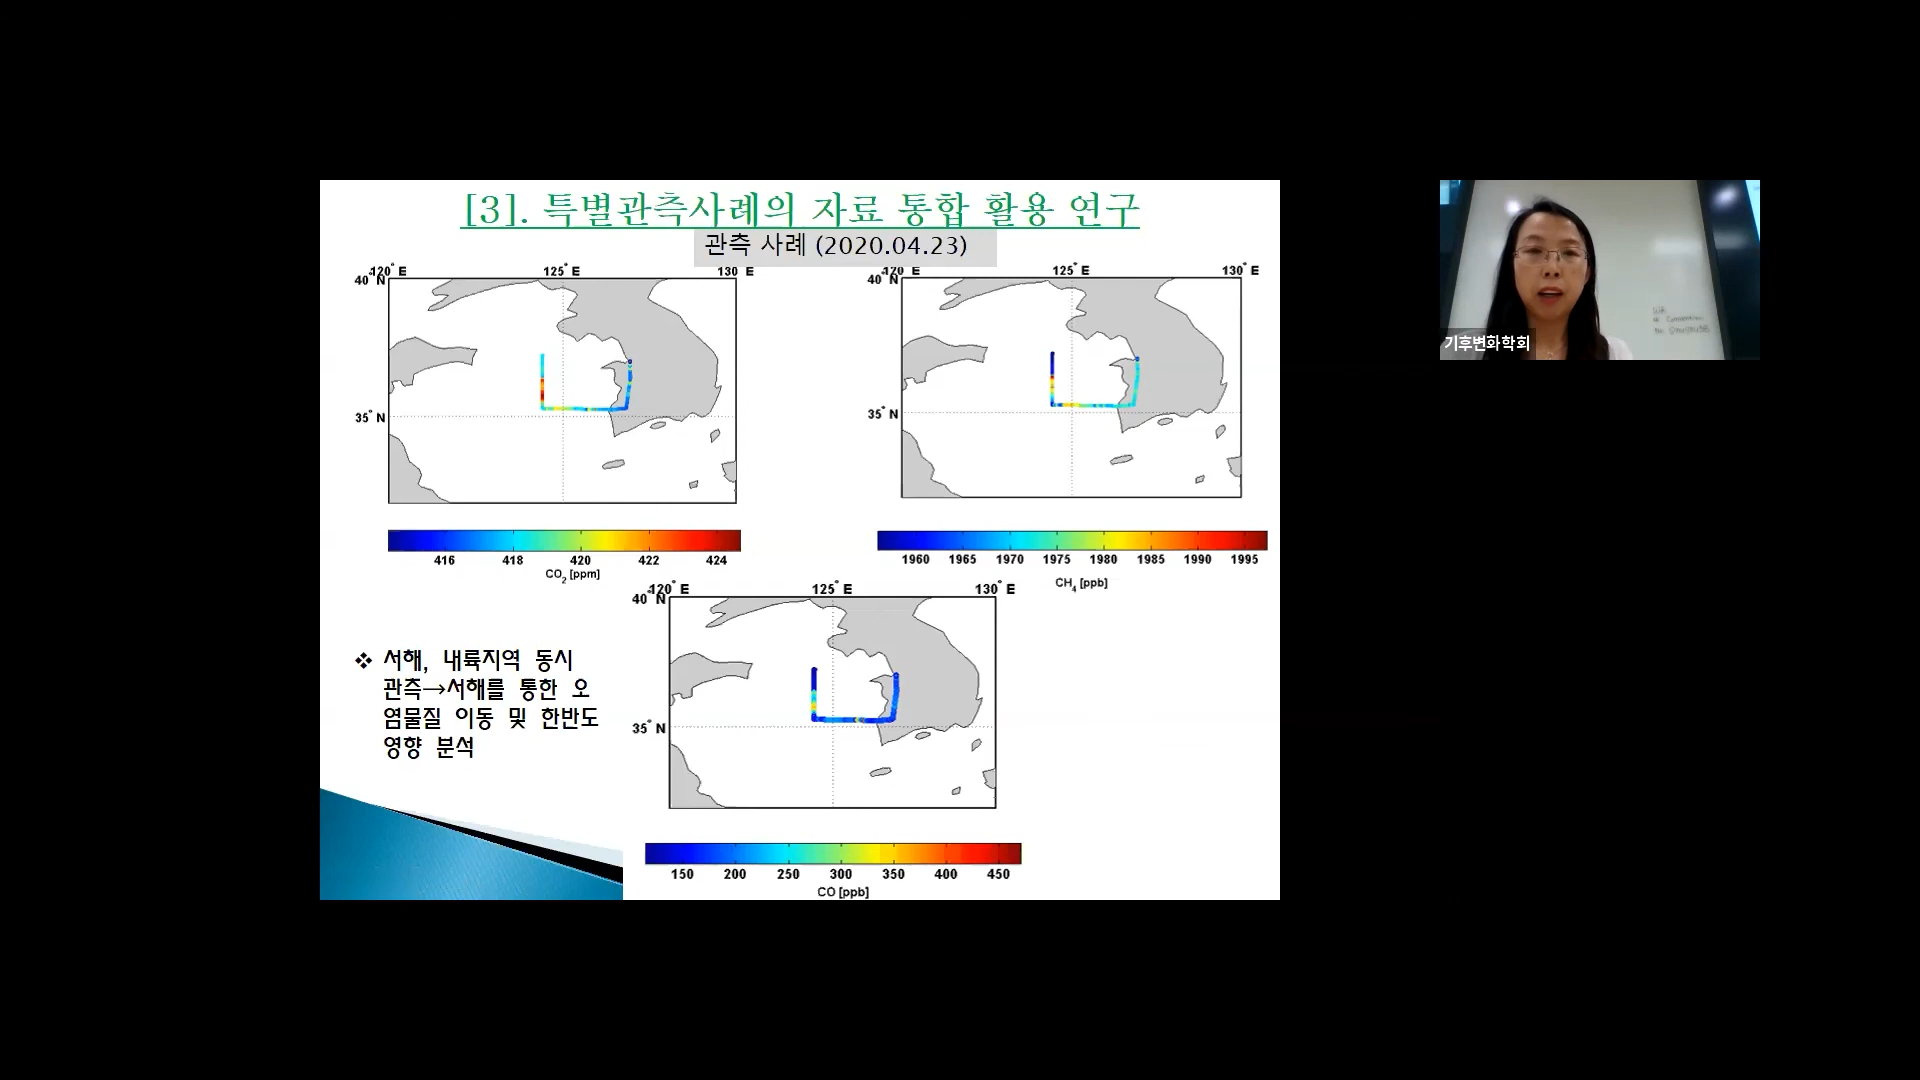 [3]. 특별관측사례의 자료 통합 활용 연구
관측 사례 (2020.04.23)
120° E 125° E 130° E
40° N
35° N
416 418 420 422 424
CO2 [ppm]
120° E 125° E 130° E
40° N
35° N
1960 1965 1970 1975 1980 1985 1990 1995
CH4 [ppb]
120° E 125° E 130° E
40° N
35° N
150 200 250 300 350 400 450
CO [ppb]
❖ 서해, 내륙지역 동시
관측→서해를 통한 오
염물질 이동 및 한반도
영향 분석
기후변화학회